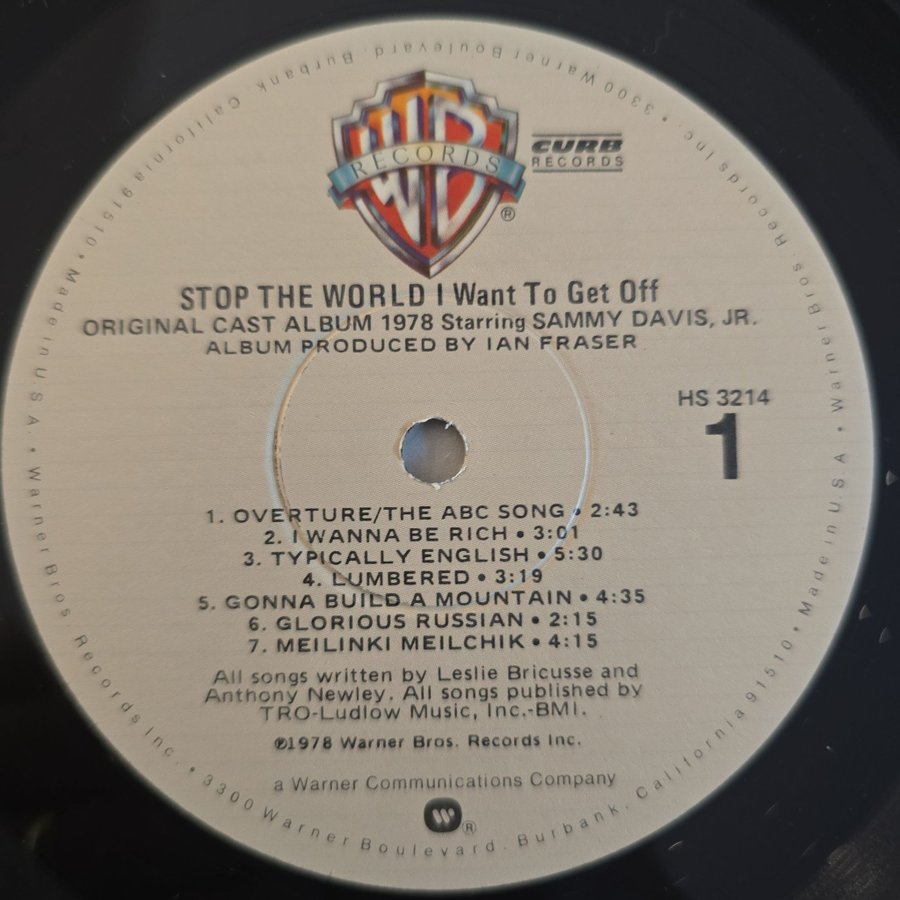 WB
RECORDS
®
CURB
RECORDS
STOP THE WORLD I Want To Get Off
ORIGINAL CAST ALBUM 1978 Starring SAMMY DAVIS, JR.
ALBUM PRODUCED BY IAN FRASER
HS 3214
1
1. OVERTURE/THE ABC SONG • 2:43
2. I WANNA BE RICH • 3:01
3. TYPICALLY ENGLISH • 5:30
4. LUMBERED • 3:19
5. GONNA BUILD A MOUNTAIN • 4:35
6. GLORIOUS RUSSIAN • 2:15
7. MEILINKI MEILCHIK • 4:15
All songs written by Leslie Bricusse and
Anthony Newley. All songs published by
TRO-Ludlow Music, Inc.-BMI.
℗1978 Warner Bros. Records Inc.
a Warner Communications Company
W ®
Made in U.S.A. • Warner Bros. Records Inc. • 3300 Warner Boulevard. Burbank, California 91510 • Made in U.S.A. • Warner Bros. Records Inc. • 3300 Warner Boulevard. Burbank, California 91510 •